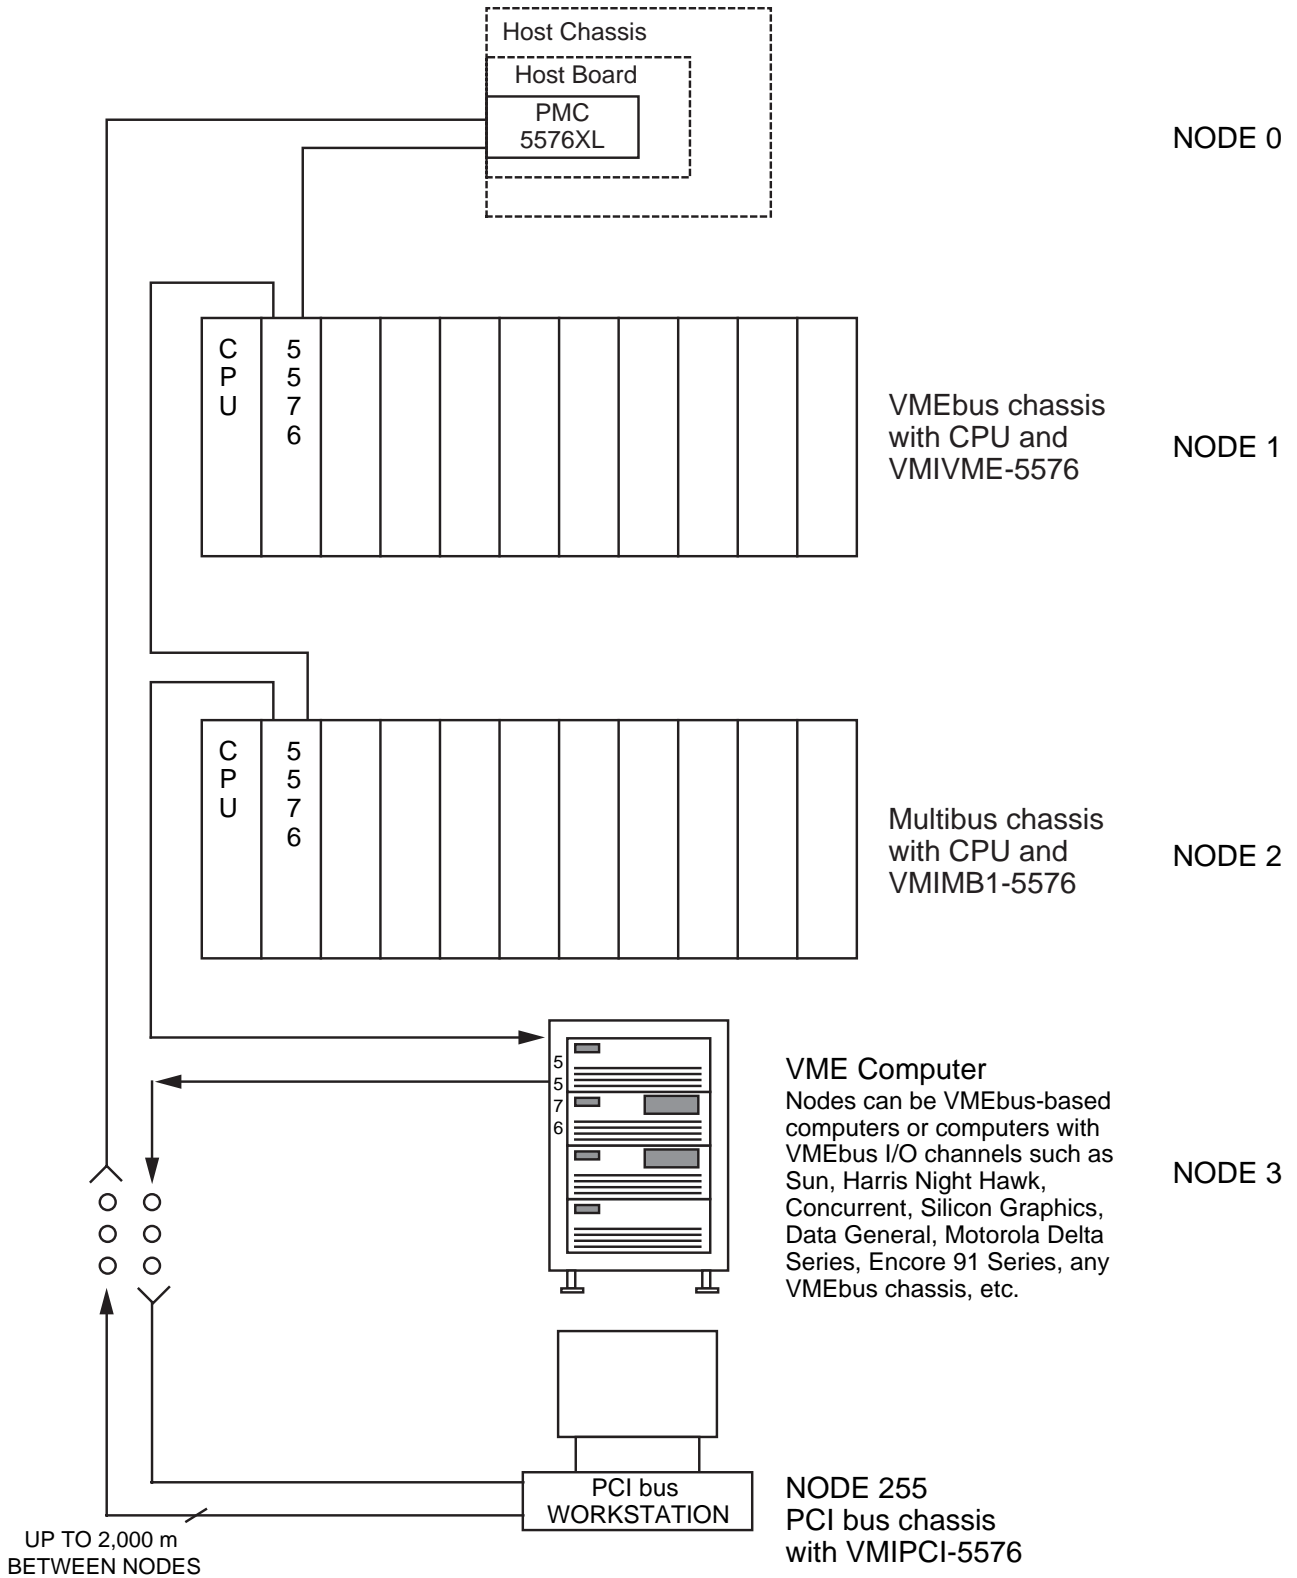 Host Chassis
Host Board
PMC
5576XL
NODE 0
C
P
U
5
5
7
6
VMEbus chassis
with CPU and
VMIVME-5576
NODE 1
C
P
U
5
5
7
6
Multibus chassis
with CPU and
VMIMB1-5576
NODE 2
5
5
7
6
VME Computer
Nodes can be VMEbus-based
computers or computers with
VMEbus I/O channels such as
Sun, Harris Night Hawk,
Concurrent, Silicon Graphics,
Data General, Motorola Delta
Series, Encore 91 Series, any
VMEbus chassis, etc.
NODE 3
PCI bus
WORKSTATION
NODE 255
PCI bus chassis
with VMIPCI-5576
UP TO 2,000 m
BETWEEN NODES